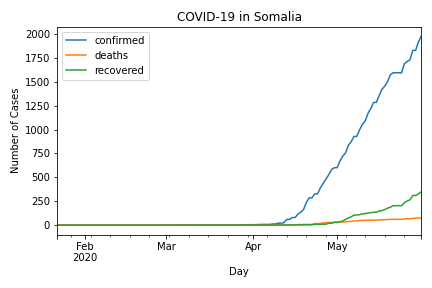 COVID-19 in Somalia
confirmed
deaths
recovered
2000
1750
1500
1250
1000
750
500
250
0
Number of Cases
Feb
2020
Mar
Apr
May
Day